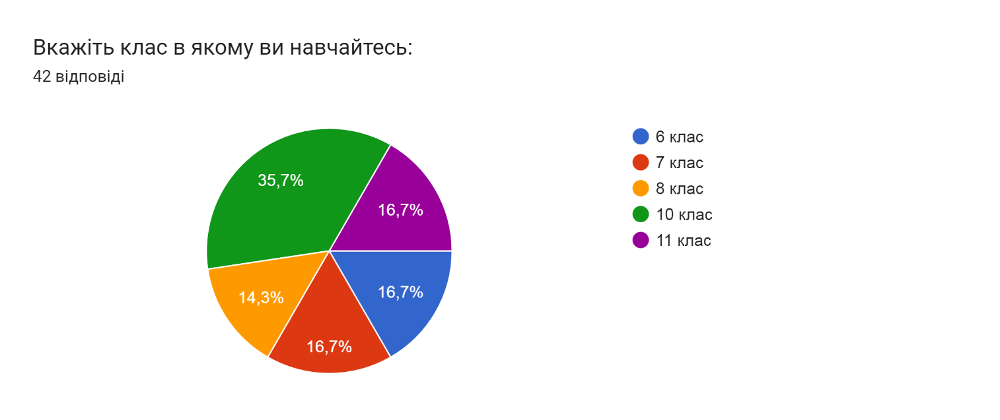 Вкажіть клас в якому ви навчайтесь:
42 відповіді
35,7%
16,7%
16,7%
14,3%
16,7%
6 клас
7 клас
8 клас
10 клас
11 клас